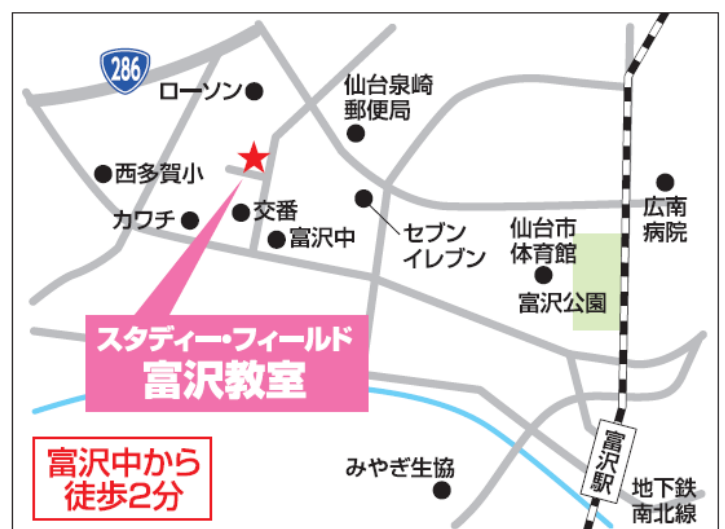 286
ローソン
仙台泉崎
郵便局
西多賀小
カワチ
交番
富沢中
セブン
イレブン
仙台市
体育館
富沢公園
広南
病院
スタディー・フィールド
富沢教室
富沢中から
徒歩2分
みやぎ生協
富沢駅
地下鉄
南北線